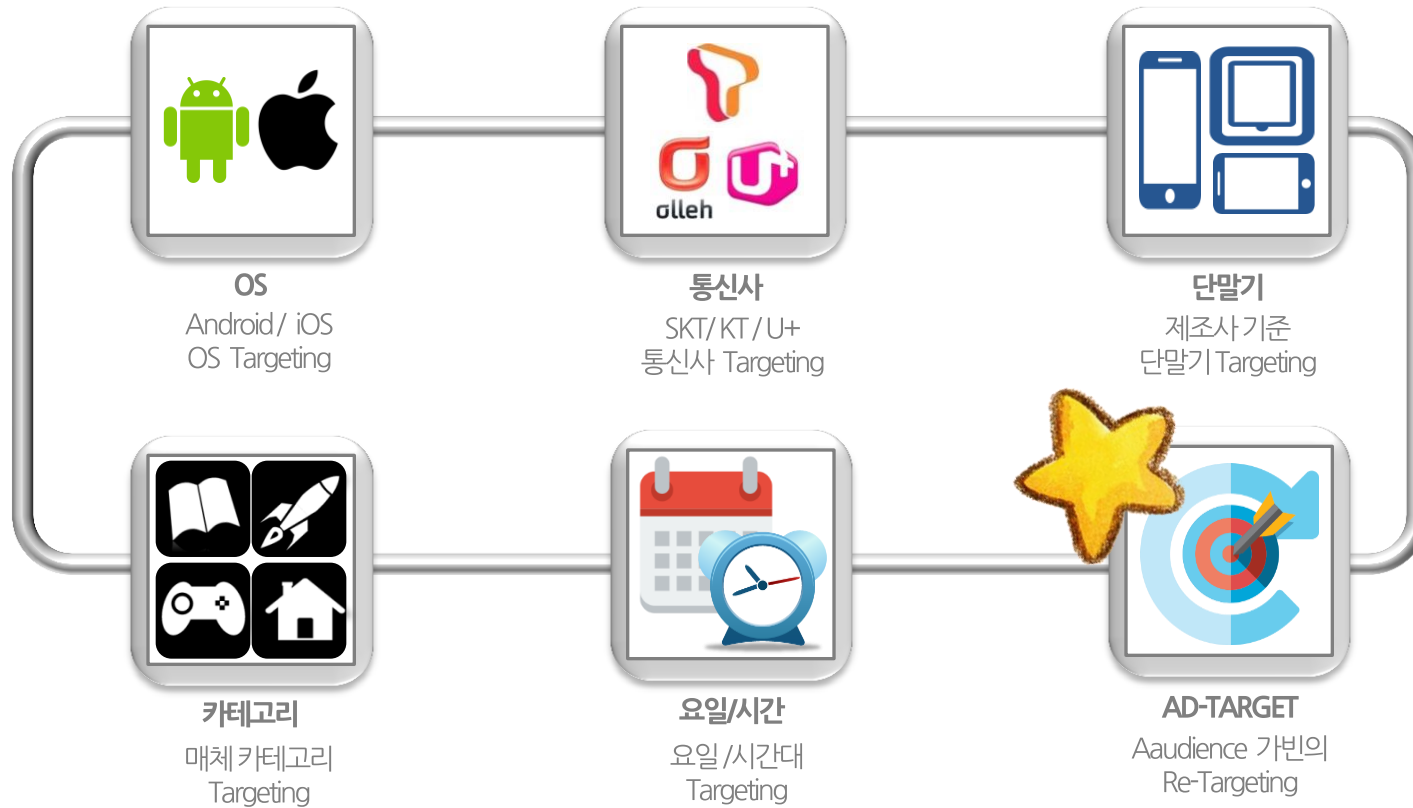 olleh
U+
OS
Android / iOS
OS Targeting
통신사
SKT/ KT / U+
통신사 Targeting
단말기
제조사 기준
단말기 Targeting
카테고리
매체 카테고리
Targeting
요일/시간
요일 /시간대
Targeting
AD-TARGET
Aaudience 가빈의
Re-Targeting